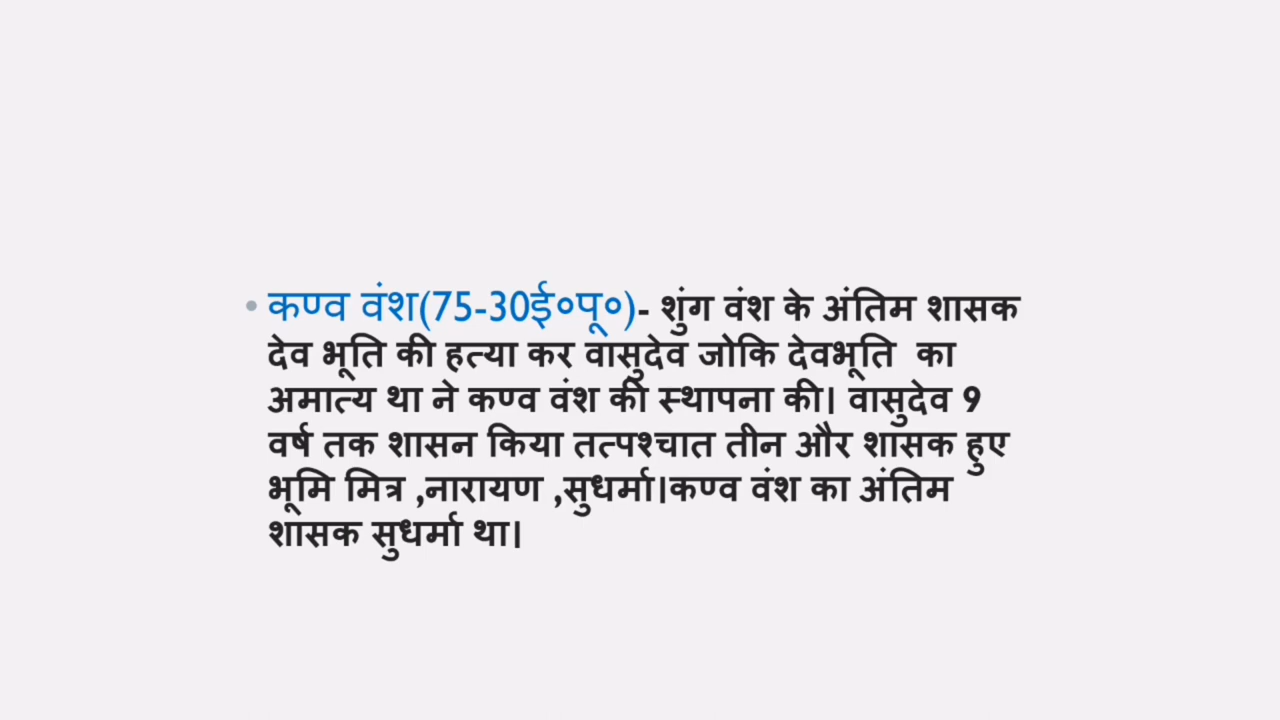 • कण्व वंश(75-30ई०पू०)- शुंग वंश के अंतिम शासक
देव भूति की हत्या कर वासुदेव जोकि देवभूति  का
अमात्य था ने कण्व वंश की स्थापना की। वासुदेव 9
वर्ष तक शासन किया तत्पश्चात तीन और शासक हुए
भूमि मित्र ,नारायण ,सुधर्मा।कण्व वंश का अंतिम
शासक सुधर्मा था।